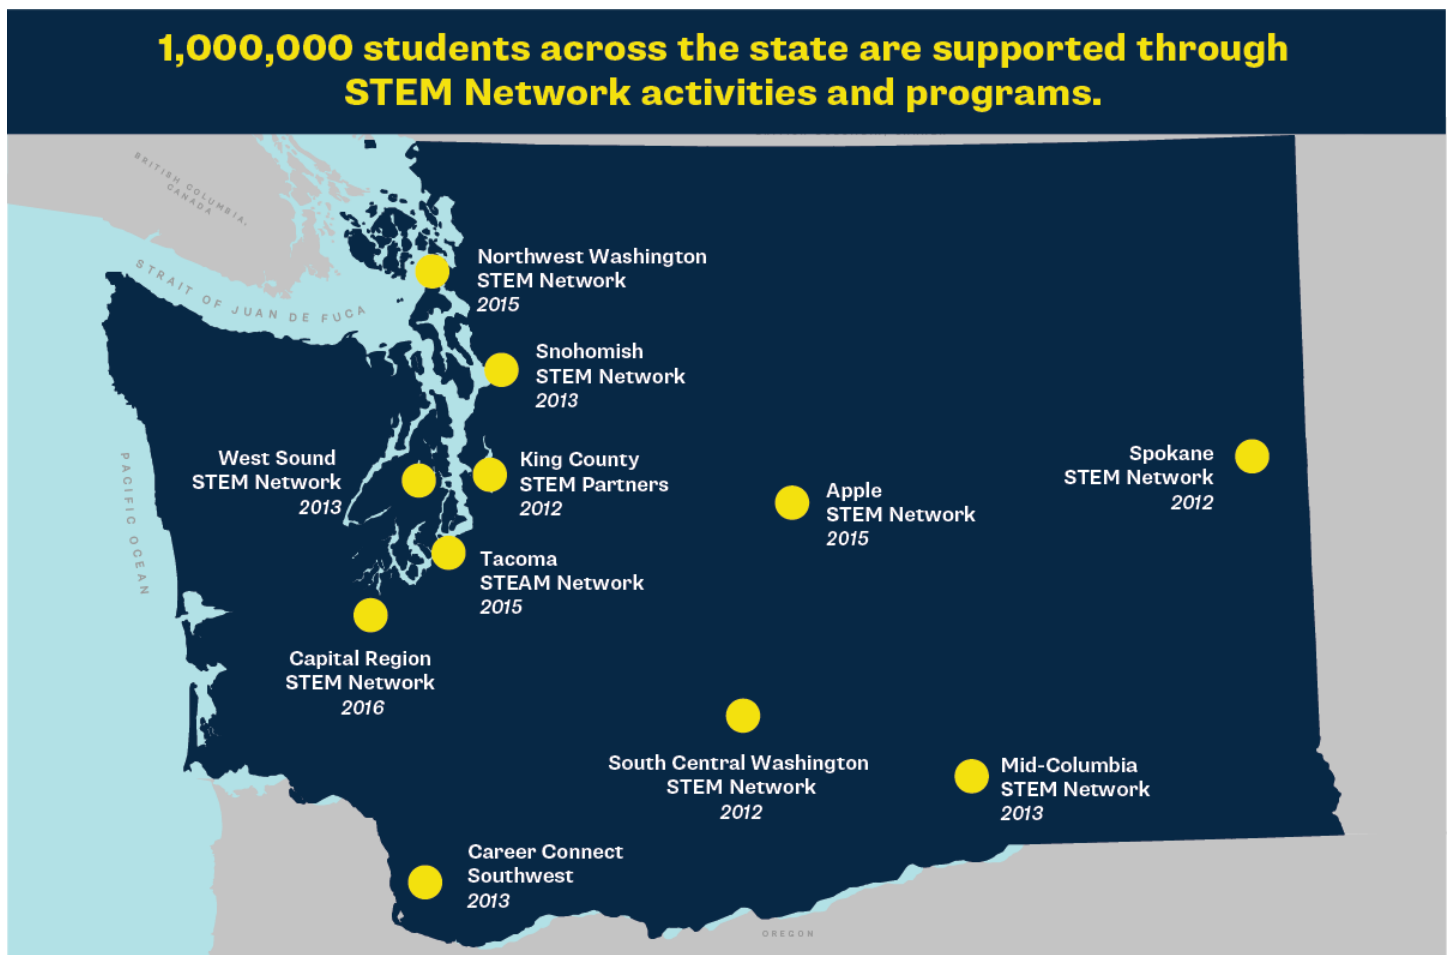 1,000,000 students across the state are supported through
STEM Network activities and programs.
BRITISH COLUMBIA,
CANADA
STRAIT OF JUAN DE FUCA
PACIFIC OCEAN
Northwest Washington
STEM Network
2015
Snohomish
STEM Network
2013
West Sound
STEM Network
2013
King County
STEM Partners
2012
Apple
STEM Network
2015
Spokane
STEM Network
2012
Tacoma
STEAM Network
2015
Capital Region
STEM Network
2016
South Central Washington
STEM Network
2012
Mid-Columbia
STEM Network
2013
Career Connect
Southwest
2013
OREGON